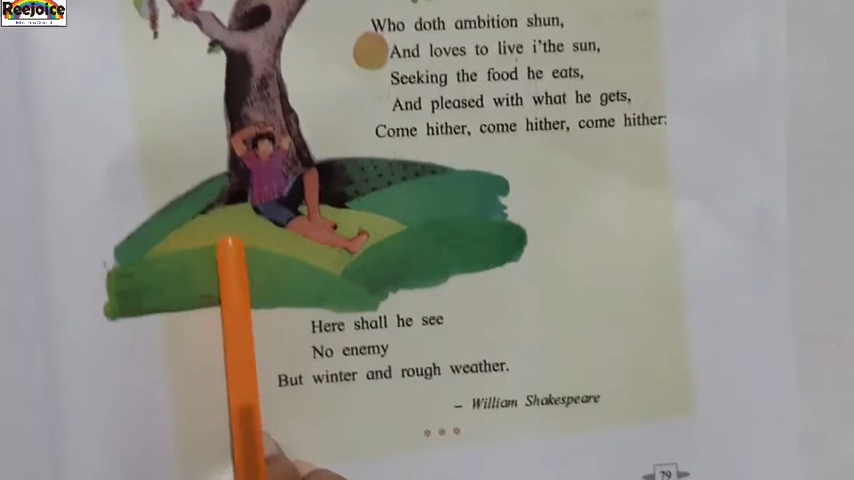 Reejoice
Who doth ambition shun,
And loves to live i'the sun,
Seeking the food he eats,
And pleased with what he gets,
Come hither, come hither, come hither:
Here shall he see
No enemy
But winter and rough weather.
– William Shakespeare
79